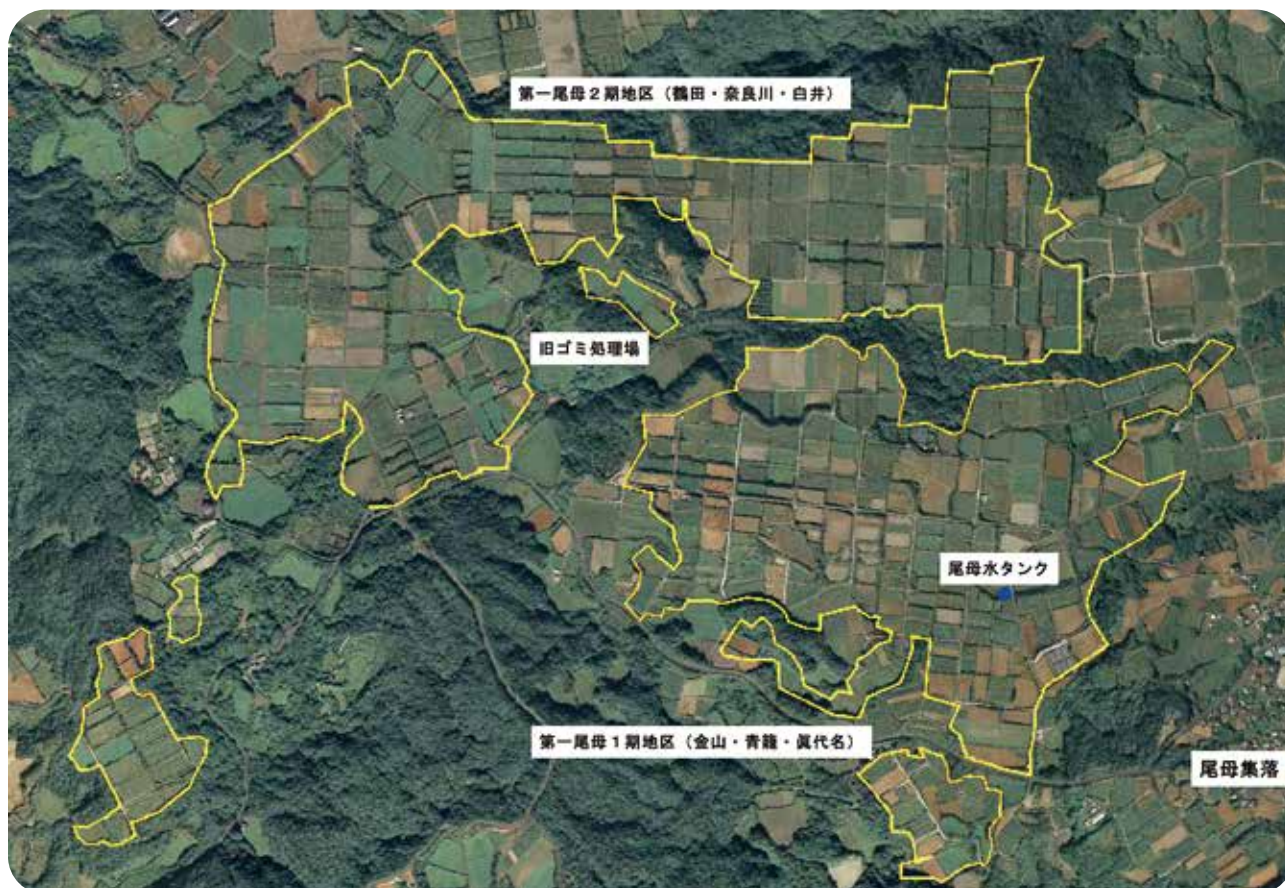 第一尾母２期地区（鶴田・奈良川・白井）
旧ゴミ処理場
尾母水タンク
第一尾母１期地区（金山・青籠・眞代名）
尾母集落